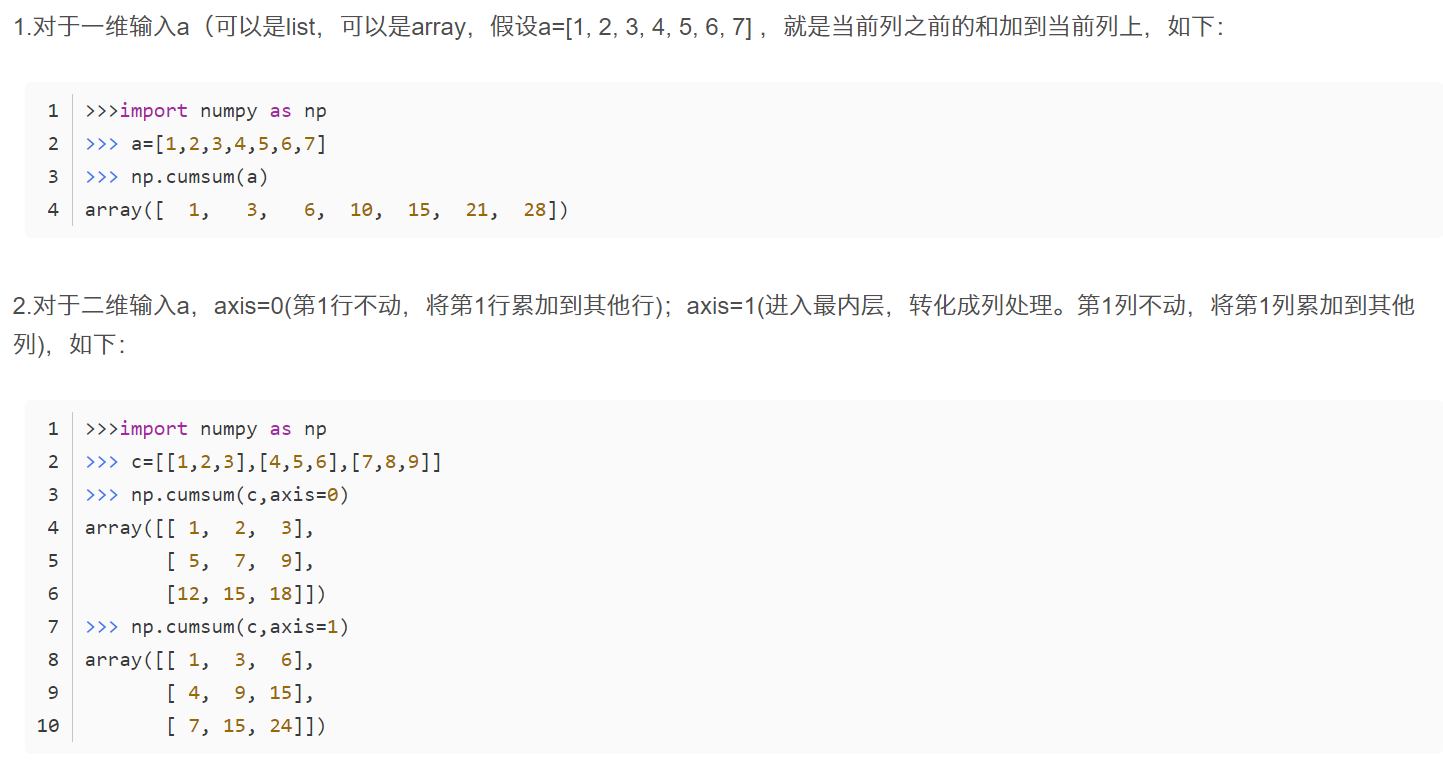 1.对于一维输入a（可以是list，可以是array，假设a=[1, 2, 3, 4, 5, 6, 7] ，就是当前列之前的和加到当前列上，如下：
1 >>>import numpy as np
2 >>> a=[1,2,3,4,5,6,7]
3 >>> np.cumsum(a)
4 array([  1,   3,   6,  10,  15,  21,  28])
2.对于二维输入a，axis=0(第1行不动，将第1行累加到其他行)；axis=1(进入最内层，转化成列处理。第1列不动，将第1列累加到其他
列)，如下：
1 >>>import numpy as np
2 >>> c=[[1,2,3],[4,5,6],[7,8,9]]
3 >>> np.cumsum(c,axis=0)
4 array([[ 1,  2,  3],
5        [ 5,  7,  9],
6        [12, 15, 18]])
7 >>> np.cumsum(c,axis=1)
8 array([[ 1,  3,  6],
9        [ 4,  9, 15],
10        [ 7, 15, 24]])